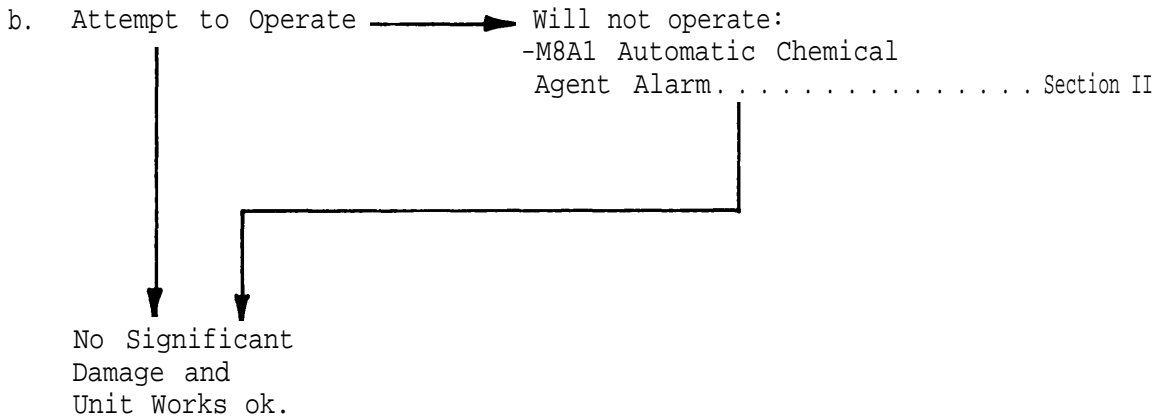 b. Attempt to Operate
Will not operate:
-M8A1 Automatic Chemical
Agent Alarm. . . . . . . . . . . . . . . . Section II
No Significant
Damage and
Unit Works ok.